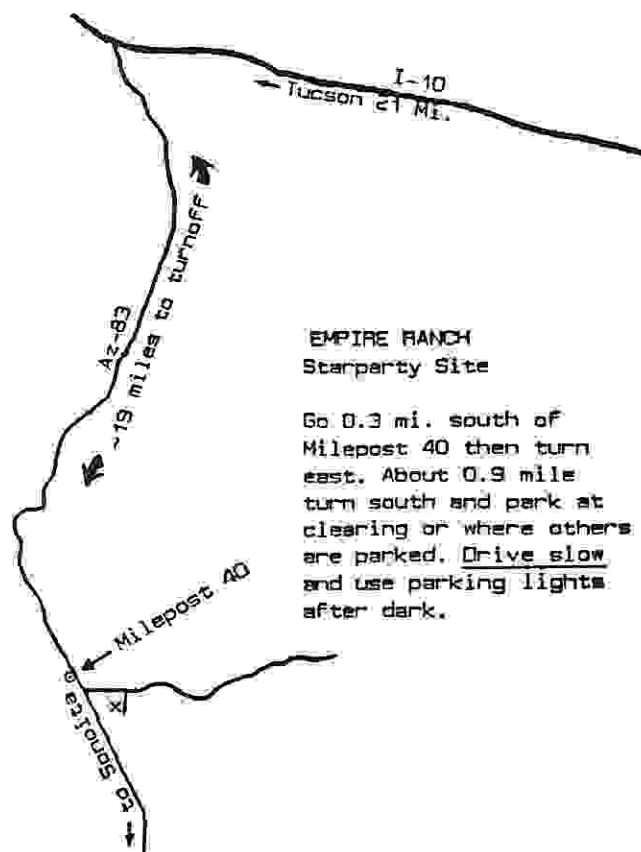 I-10
← Tucson 21 Mi.
~19 miles to turnoff
Az-83
EMPIRE RANCH
Starparty Site
Go 0.3 mi. south of
Milepost 40 then turn
east. About 0.9 mile
turn south and park at
clearing or where others
are parked. Drive slow
and use parking lights
after dark.
Milepost 40
X
to Sonoita